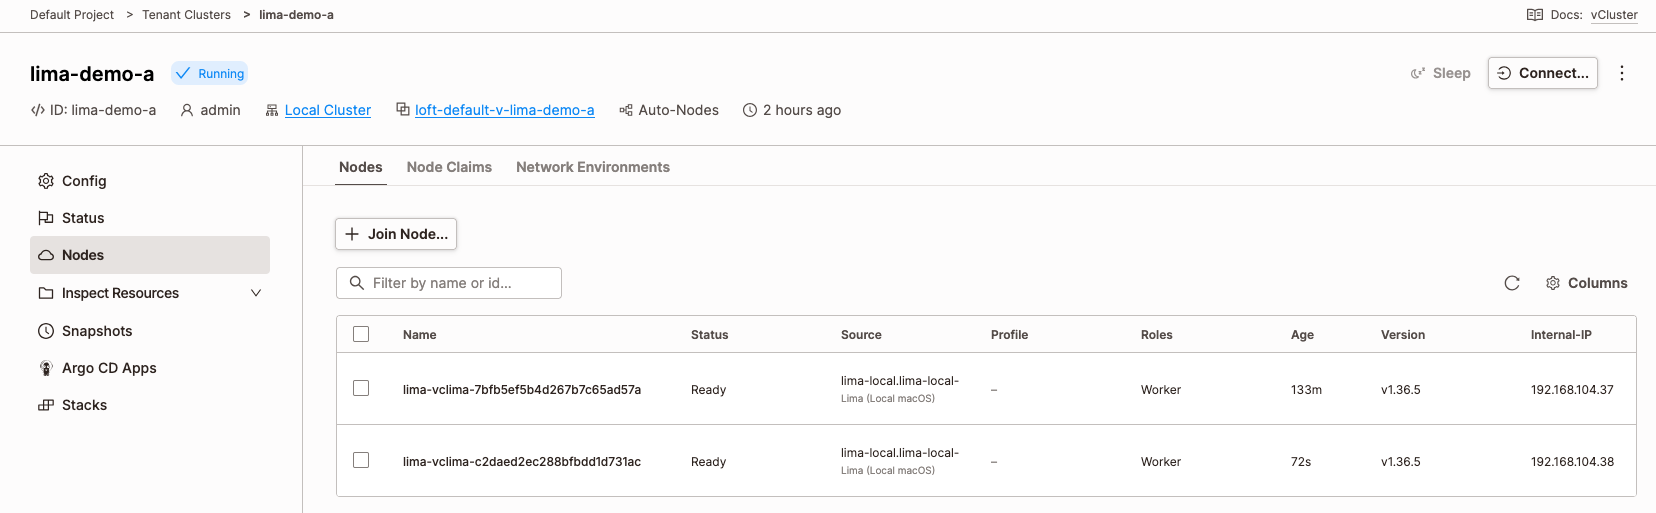 Default Project > Tenant Clusters > lima-demo-a
Docs: vCluster
lima-demo-a Running
Sleep Connect...
ID: lima-demo-a admin Local Cluster loft-default-v-lima-demo-a Auto-Nodes 2 hours ago
Config
Status
Nodes
Inspect Resources
Snapshots
Argo CD Apps
Stacks
Nodes Node Claims Network Environments
Join Node...
Filter by name or id...
Columns
Name Status Source Profile Roles Age Version Internal-IP
lima-vclima-7bfb5ef5b4d267b7c65ad57a Ready lima-local.lima-local- – Worker 133m v1.36.5 192.168.104.37
Lima (Local macOS)
lima-vclima-c2daed2ec288bfbdd1d731ac Ready lima-local.lima-local- – Worker 72s v1.36.5 192.168.104.38
Lima (Local macOS)